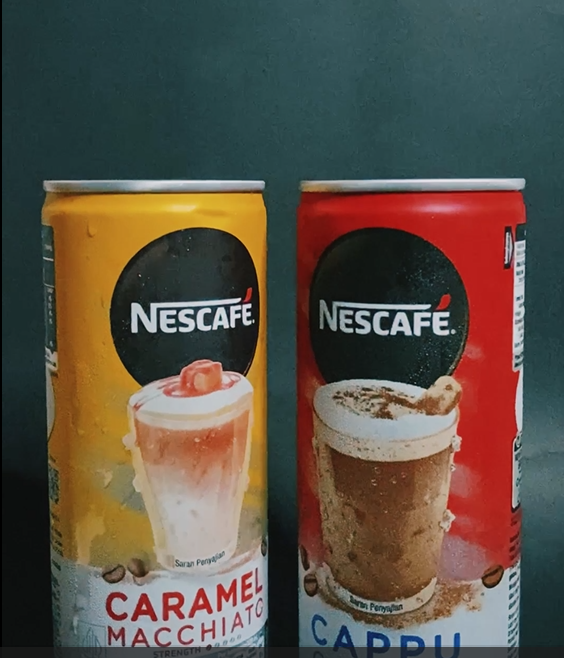 NESCAFÉ.
Saran Penyajian
CARAMEL
MACCHIATO
STRENGTH
NESCAFÉ.
Saran Penyajian
CAPPU